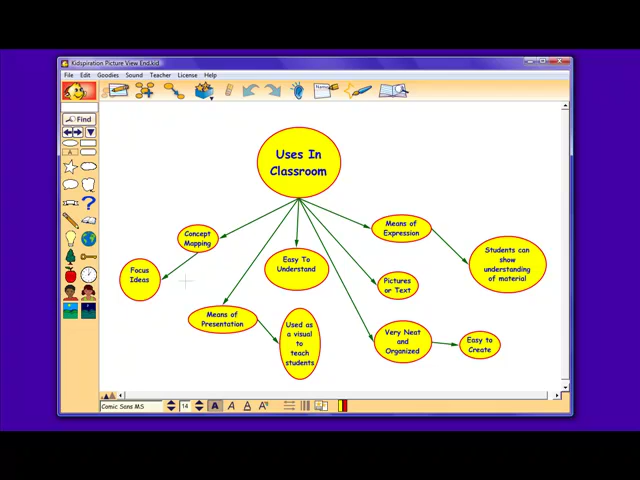 Kidspiration Picture View End.kid
File Edit Goodies Sound Teacher License Help
Name
Find
A
?
Uses In
Classroom
Concept
Mapping
Means of
Expression
Focus
Ideas
Easy To
Understand
Students can
show
understanding
of material
Pictures
or Text
Means of
Presentation
Used as
a visual
to
teach
students
Very Neat
and
Organized
Easy to
Create
Comic Sans MS 14 A A A A